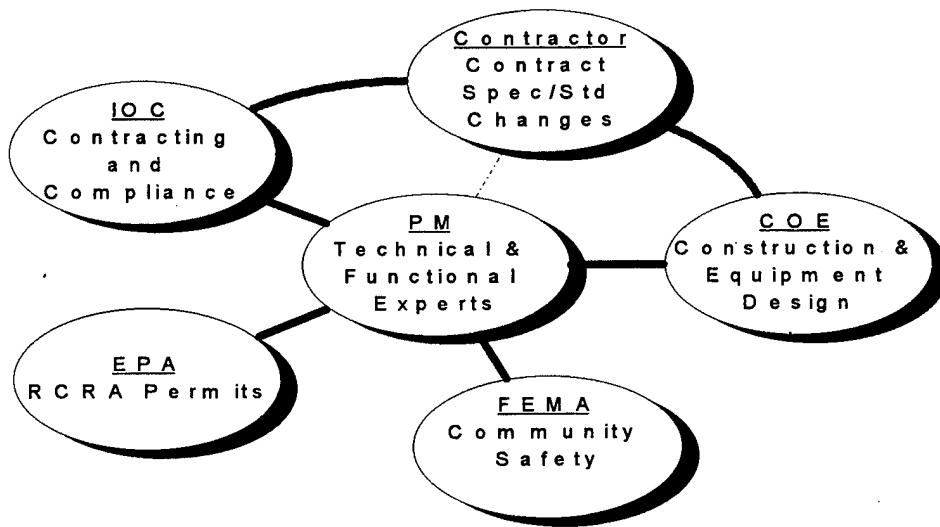 Contractor
Contract
Spec/Std
Changes
IOC
Contracting
and
Compliance
PM
Technical &
Functional
Experts
COE
Construction &
Equipment
Design
EPA
RCRA Permits
FEMA
Community
Safety